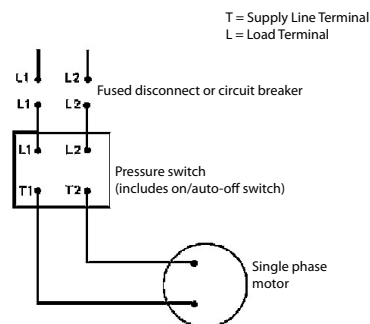 T = Supply Line Terminal
L = Load Terminal
L1 L2
Fused disconnect or circuit breaker
L1 L2
L1 L2
Pressure switch
(includes on/auto-off switch)
T1 T2
Single phase
motor